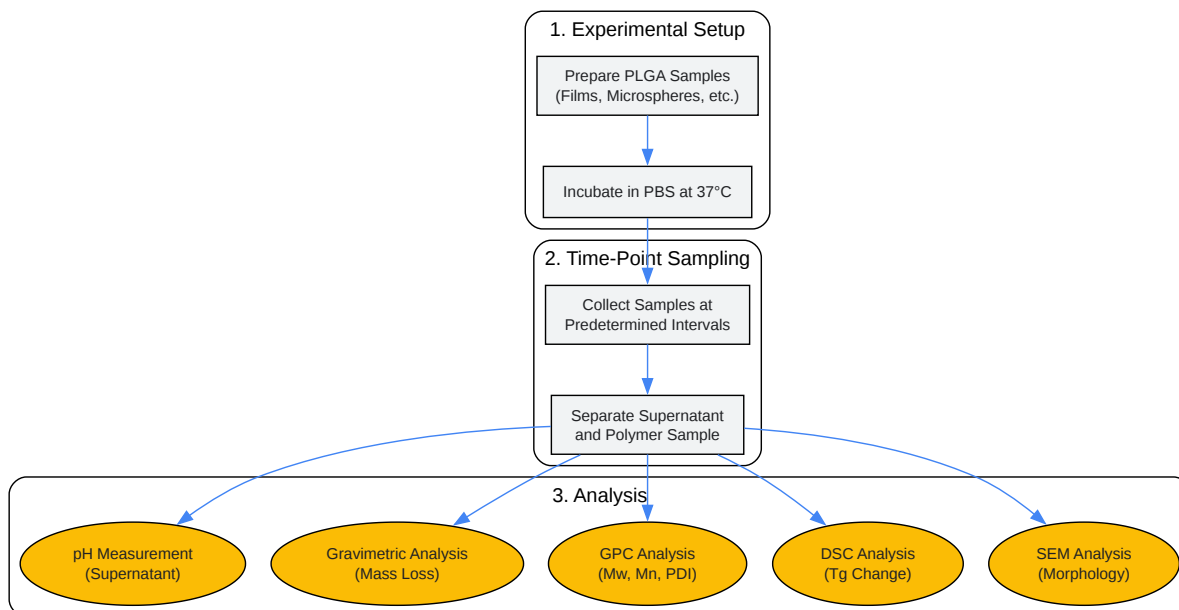 1. Experimental Setup
Prepare PLGA Samples
(Films, Microspheres, etc.)
Incubate in PBS at 37°C
2. Time-Point Sampling
Collect Samples at
Predetermined Intervals
Separate Supernatant
and Polymer Sample
3. Analysis
pH Measurement
(Supernatant)
Gravimetric Analysis
(Mass Loss)
GPC Analysis
(Mw, Mn, PDI)
DSC Analysis
(Tg Change)
SEM Analysis
(Morphology)